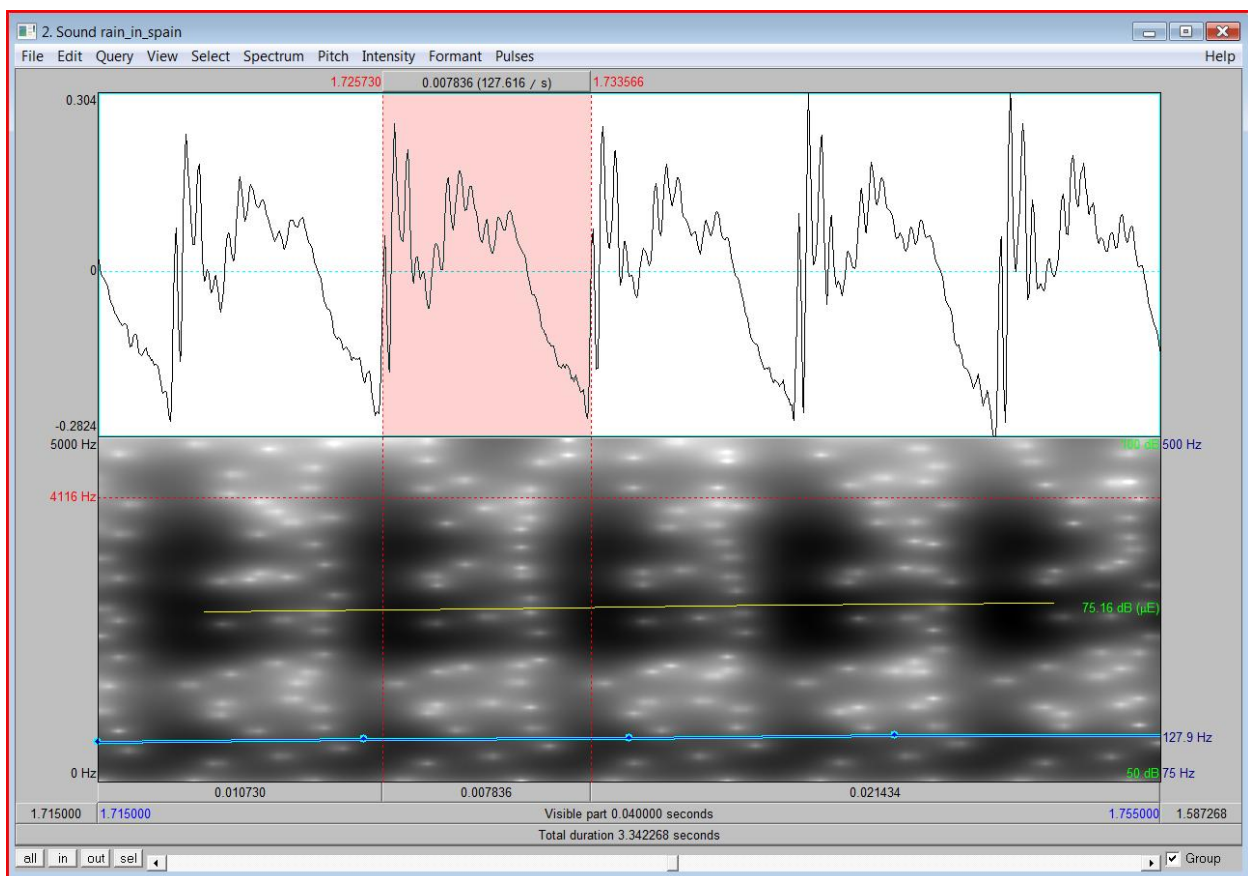 2. Sound rain_in_spain
File Edit Query View Select Spectrum Pitch Intensity Formant Pulses Help
1.725730 0.007836 (127.616 / s) 1.733566
0.304
0
-0.2824
5000 Hz 100 dB 500 Hz
4116 Hz
75.16 dB (µE)
127.9 Hz
0 Hz 50 dB 75 Hz
0.010730 0.007836 0.021434
1.715000 1.715000 Visible part 0.040000 seconds 1.755000 1.587268
Total duration 3.342268 seconds
all in out sel Group